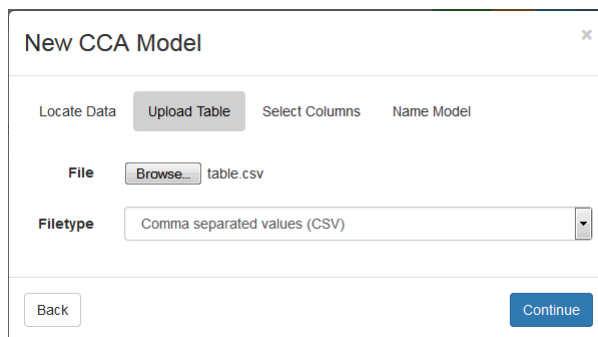 New CCA Model ×
Locate Data Upload Table Select Columns Name Model
File Browse... table.csv
Filetype Comma separated values (CSV)
Back Continue